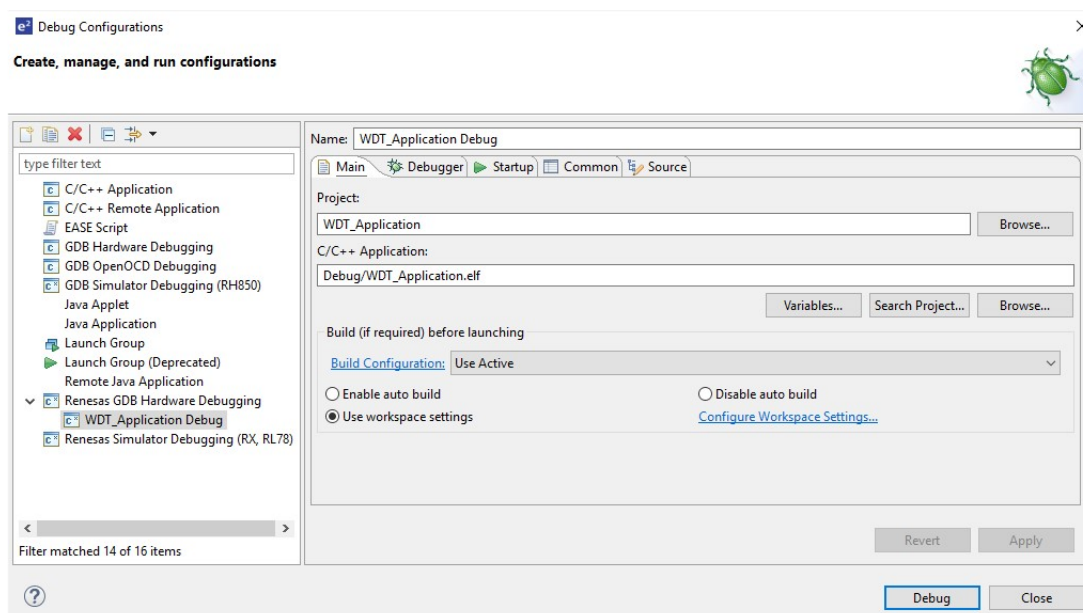 e² Debug Configurations
Create, manage, and run configurations
type filter text
C/C++ Application
C/C++ Remote Application
EASE Script
GDB Hardware Debugging
GDB OpenOCD Debugging
GDB Simulator Debugging (RH850)
Java Applet
Java Application
Launch Group
Launch Group (Deprecated)
Remote Java Application
Renesas GDB Hardware Debugging
WDT_Application Debug
Renesas Simulator Debugging (RX, RL78)
Filter matched 14 of 16 items
Name: WDT_Application Debug
Main Debugger Startup Common Source
Project:
WDT_Application Browse...
C/C++ Application:
Debug/WDT_Application.elf
Variables... Search Project... Browse...
Build (if required) before launching
Build Configuration: Use Active
Enable auto build Disable auto build
Use workspace settings Configure Workspace Settings...
Revert Apply
? Debug Close